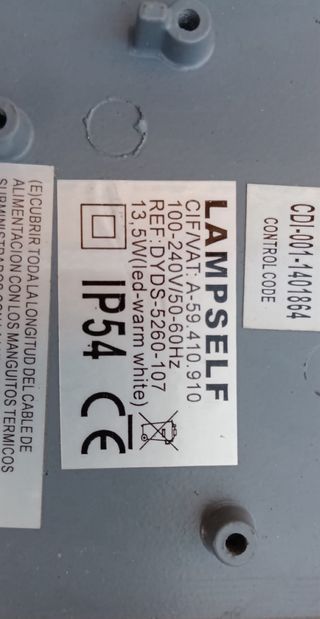 LAMPSELF
CIF/VAT: A-59.410.910
100-240V/50-60Hz
REF:DYDS-5260-107
13,5W(led-warm white)
IP54 CE
CDI-001-1401864
CONTROL CODE
(E)CUBRIR TODA LA LONGITUD DEL CABLE DE
ALIMENTACION CON LOS MANGUITOS TERMICOS